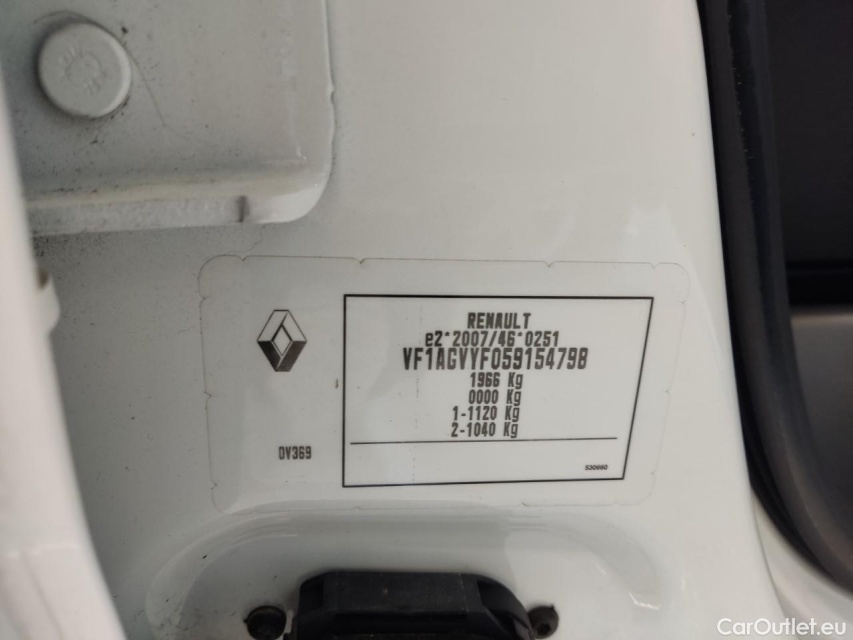 RENAULT
e2*2007/46*0251
VF1AGVYF059154798
1966 Kg
0000 Kg
1-1120 Kg
2-1040 Kg
DV369
530660
CarOutlet.eu